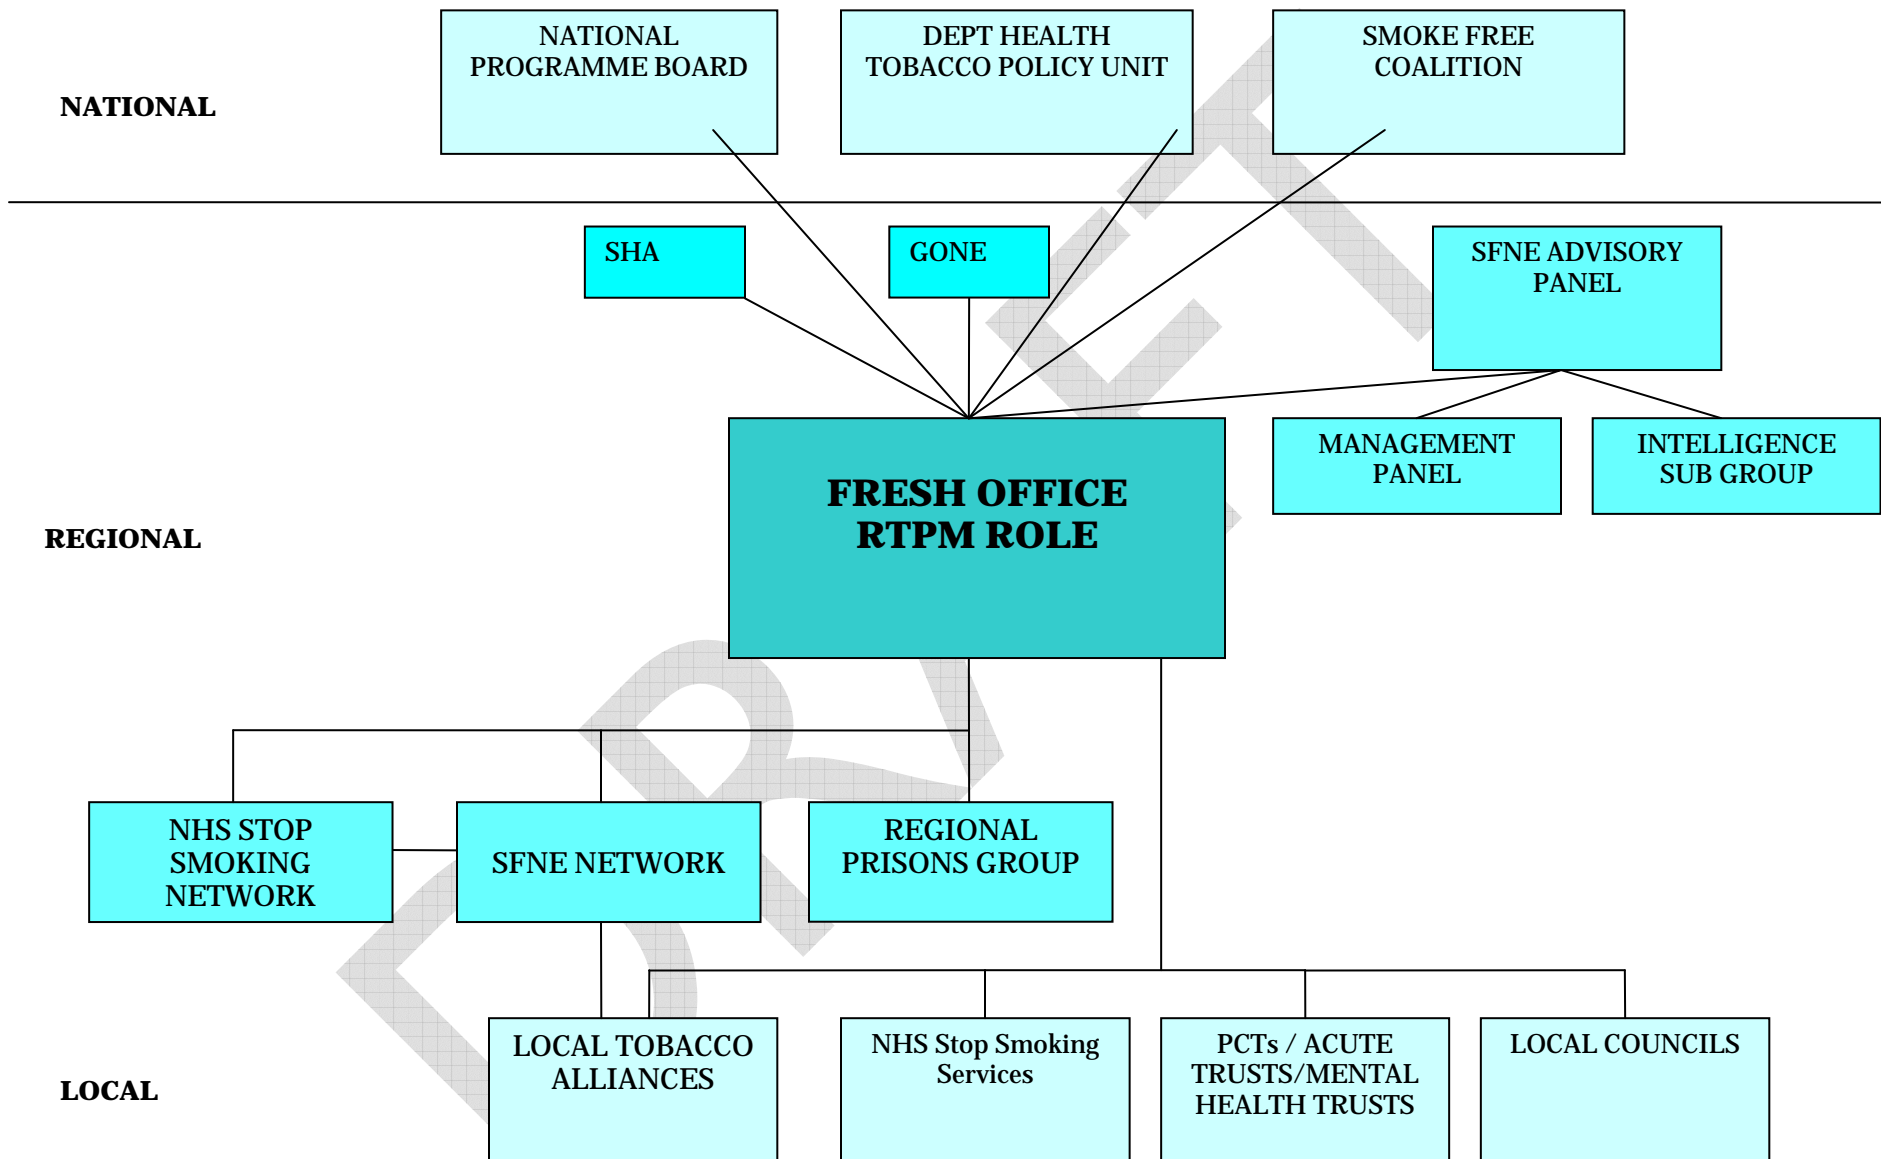 NATIONAL
PROGRAMME BOARD
DEPT HEALTH
TOBACCO POLICY UNIT
SMOKE FREE
COALITION
NATIONAL
SHA
GONE
SFNE ADVISORY
PANEL
MANAGEMENT
PANEL
INTELLIGENCE
SUB GROUP
FRESH OFFICE
RTPM ROLE
REGIONAL
NHS STOP
SMOKING
NETWORK
SFNE NETWORK
REGIONAL
PRISONS GROUP
LOCAL TOBACCO
ALLIANCES
NHS Stop Smoking
Services
PCTs / ACUTE
TRUSTS/MENTAL
HEALTH TRUSTS
LOCAL COUNCILS
LOCAL
DRAFT